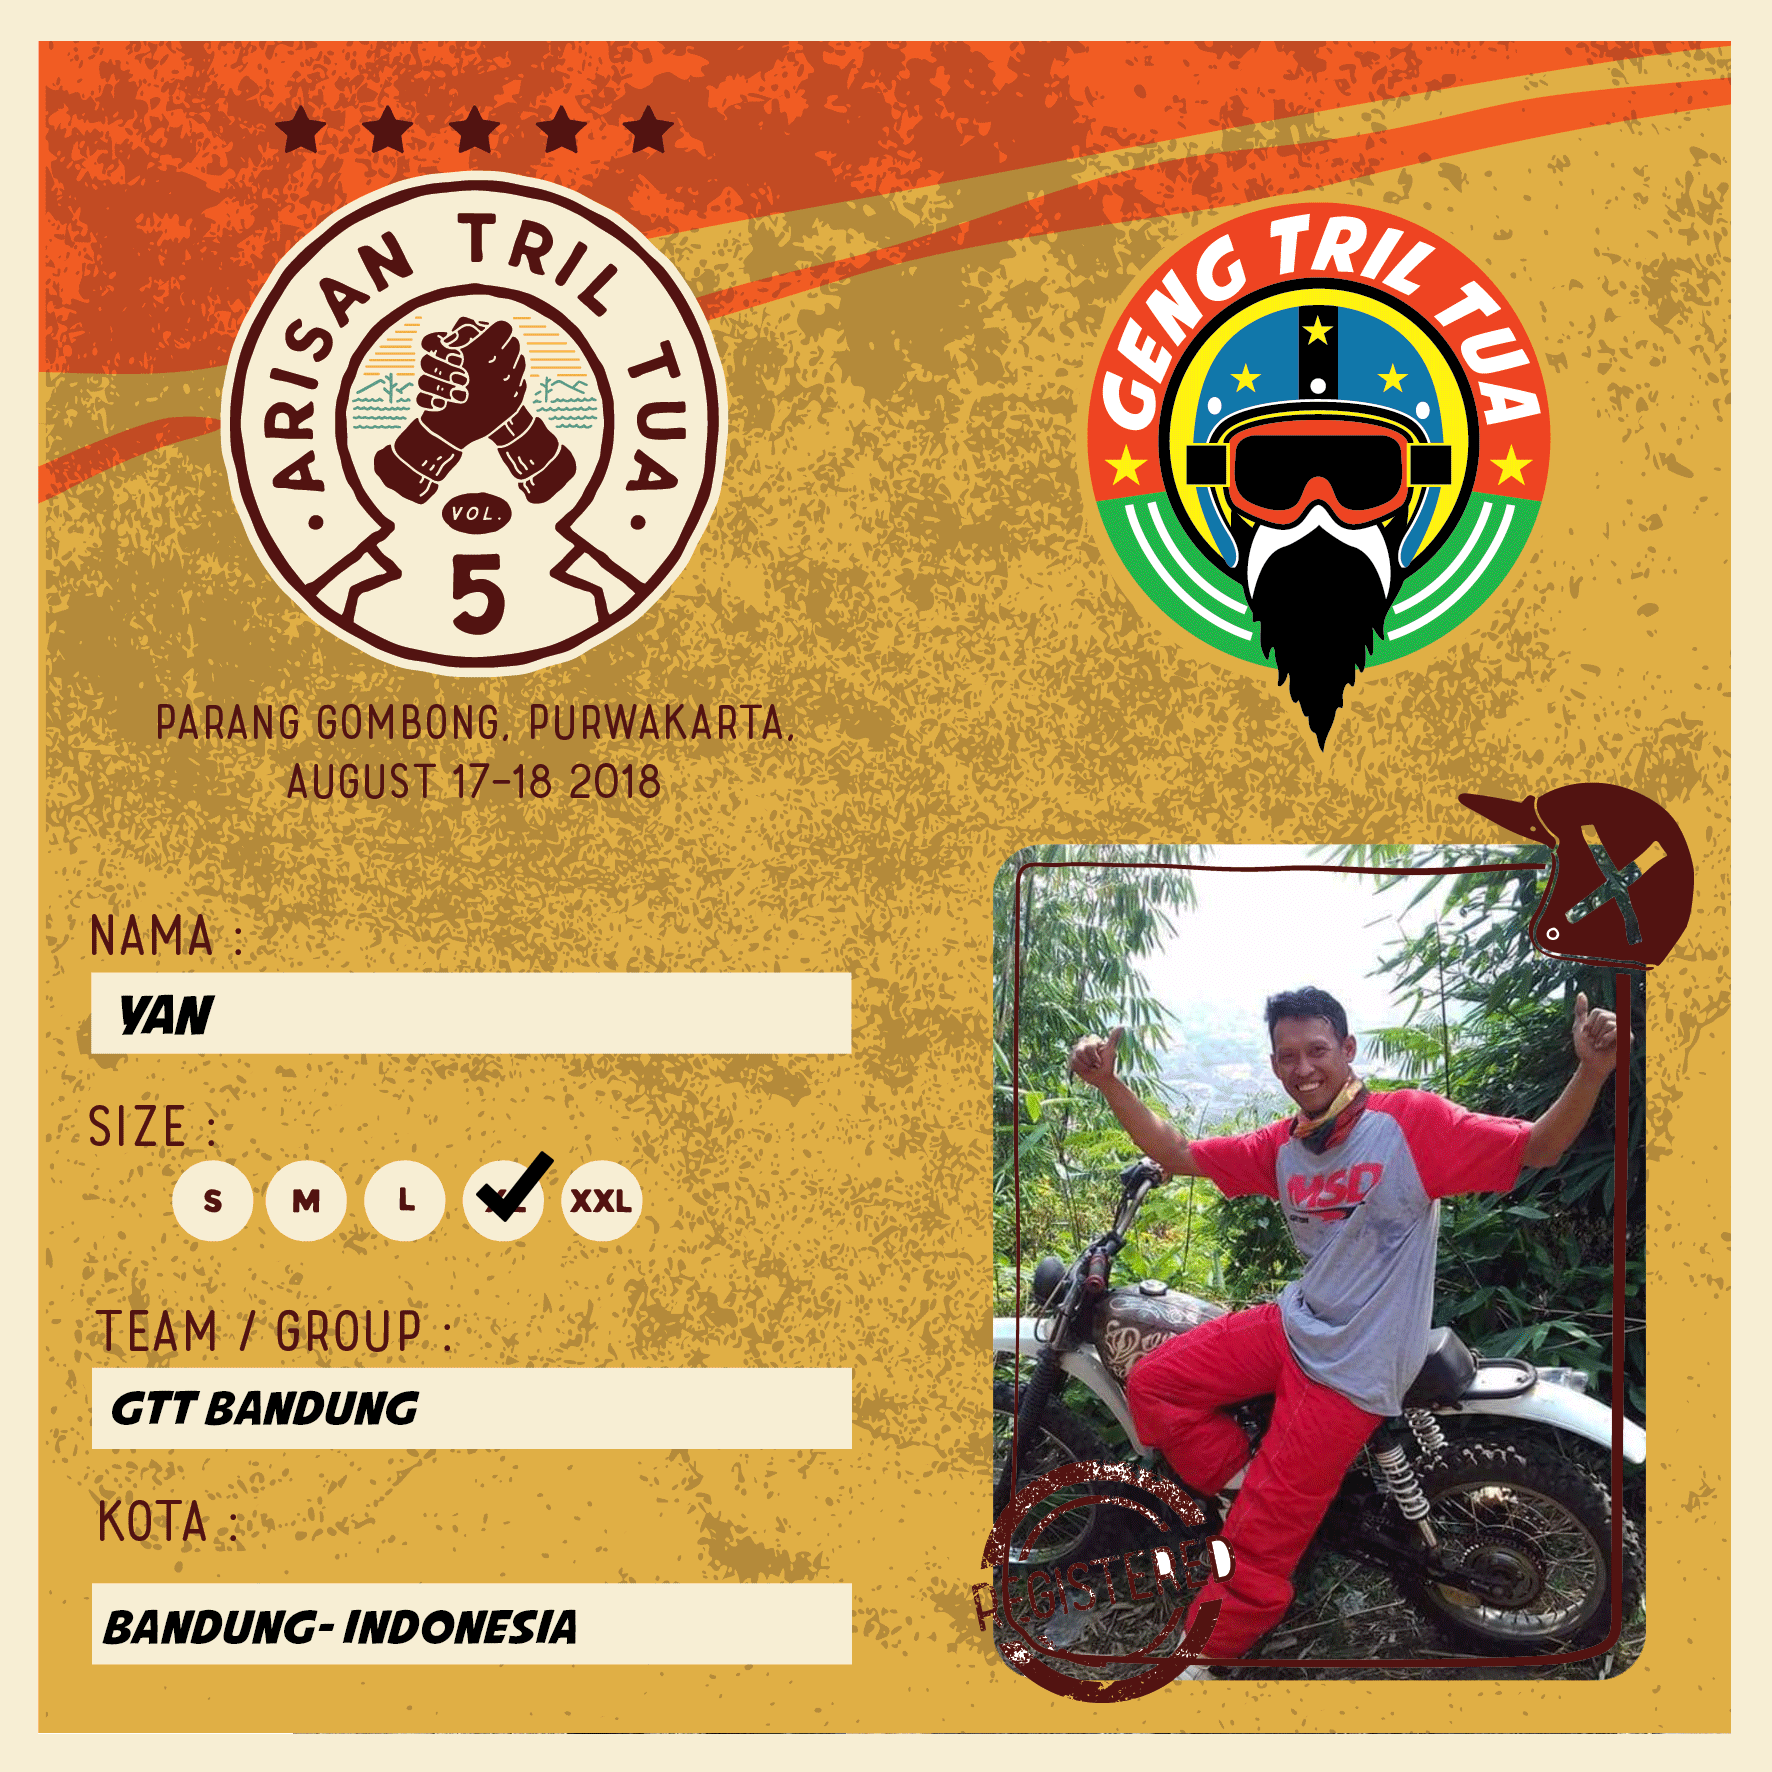 ARISAN TRIL TUA
VOL.
5
GENG TRIL TUA
PARANG GOMBONG, PURWAKARTA,
AUGUST 17-18 2018
NAMA :
YAN
SIZE :
S M L XL XXL
TEAM / GROUP :
GTT BANDUNG
KOTA :
BANDUNG- INDONESIA
MSD
REGISTERED